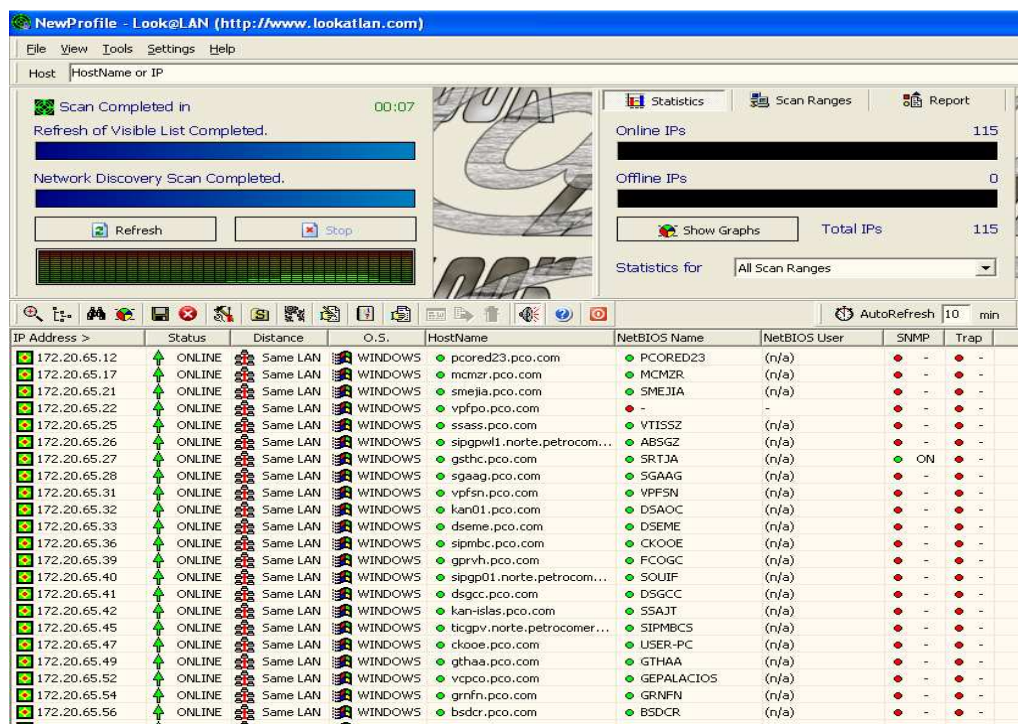 NewProfile - Look@LAN (http://www.lookatlan.com)
File View Tools Settings Help
Host HostName or IP
Scan Completed in 00:07
Refresh of Visible List Completed.
Network Discovery Scan Completed.
Refresh Stop
Statistics Scan Ranges Report
Online IPs 115
Offline IPs 0
Show Graphs Total IPs 115
Statistics for All Scan Ranges
AutoRefresh 10 min
IP Address > Status Distance O.S. HostName NetBIOS Name NetBIOS User SNMP Trap
172.20.65.12 ONLINE Same LAN WINDOWS pcored23.pco.com PCORED23 (n/a) - -
172.20.65.17 ONLINE Same LAN WINDOWS mcmzr.pco.com MCMZR (n/a) - -
172.20.65.21 ONLINE Same LAN WINDOWS smejia.pco.com SMEJIA (n/a) - -
172.20.65.22 ONLINE Same LAN WINDOWS vpfpo.pco.com - - - -
172.20.65.25 ONLINE Same LAN WINDOWS ssass.pco.com VTISSZ (n/a) - -
172.20.65.26 ONLINE Same LAN WINDOWS sipgpwl1.norte.petrocom... ABSGZ (n/a) - -
172.20.65.27 ONLINE Same LAN WINDOWS gsthc.pco.com SRTJA (n/a) ON -
172.20.65.28 ONLINE Same LAN WINDOWS sgaag.pco.com SGAAG (n/a) - -
172.20.65.31 ONLINE Same LAN WINDOWS vpfsn.pco.com VPFSN (n/a) - -
172.20.65.32 ONLINE Same LAN WINDOWS kan01.pco.com DSAOC (n/a) - -
172.20.65.33 ONLINE Same LAN WINDOWS dseme.pco.com DSEME (n/a) - -
172.20.65.36 ONLINE Same LAN WINDOWS sipmbc.pco.com CKOOE (n/a) - -
172.20.65.39 ONLINE Same LAN WINDOWS gprvh.pco.com FCOGC (n/a) - -
172.20.65.40 ONLINE Same LAN WINDOWS sipgp01.norte.petrocom... SOUIF (n/a) - -
172.20.65.41 ONLINE Same LAN WINDOWS dsgcc.pco.com DSGCC (n/a) - -
172.20.65.42 ONLINE Same LAN WINDOWS kan-islas.pco.com SSAJT (n/a) - -
172.20.65.45 ONLINE Same LAN WINDOWS ticgpv.norte.petrocomer... SIPMBCS (n/a) - -
172.20.65.47 ONLINE Same LAN WINDOWS ckooe.pco.com USER-PC (n/a) - -
172.20.65.49 ONLINE Same LAN WINDOWS gthaa.pco.com GTHAA (n/a) - -
172.20.65.52 ONLINE Same LAN WINDOWS vcpco.pco.com GEPALACIOS (n/a) - -
172.20.65.54 ONLINE Same LAN WINDOWS grnfn.pco.com GRNFN (n/a) - -
172.20.65.56 ONLINE Same LAN WINDOWS bsdcr.pco.com BSDCR (n/a) - -